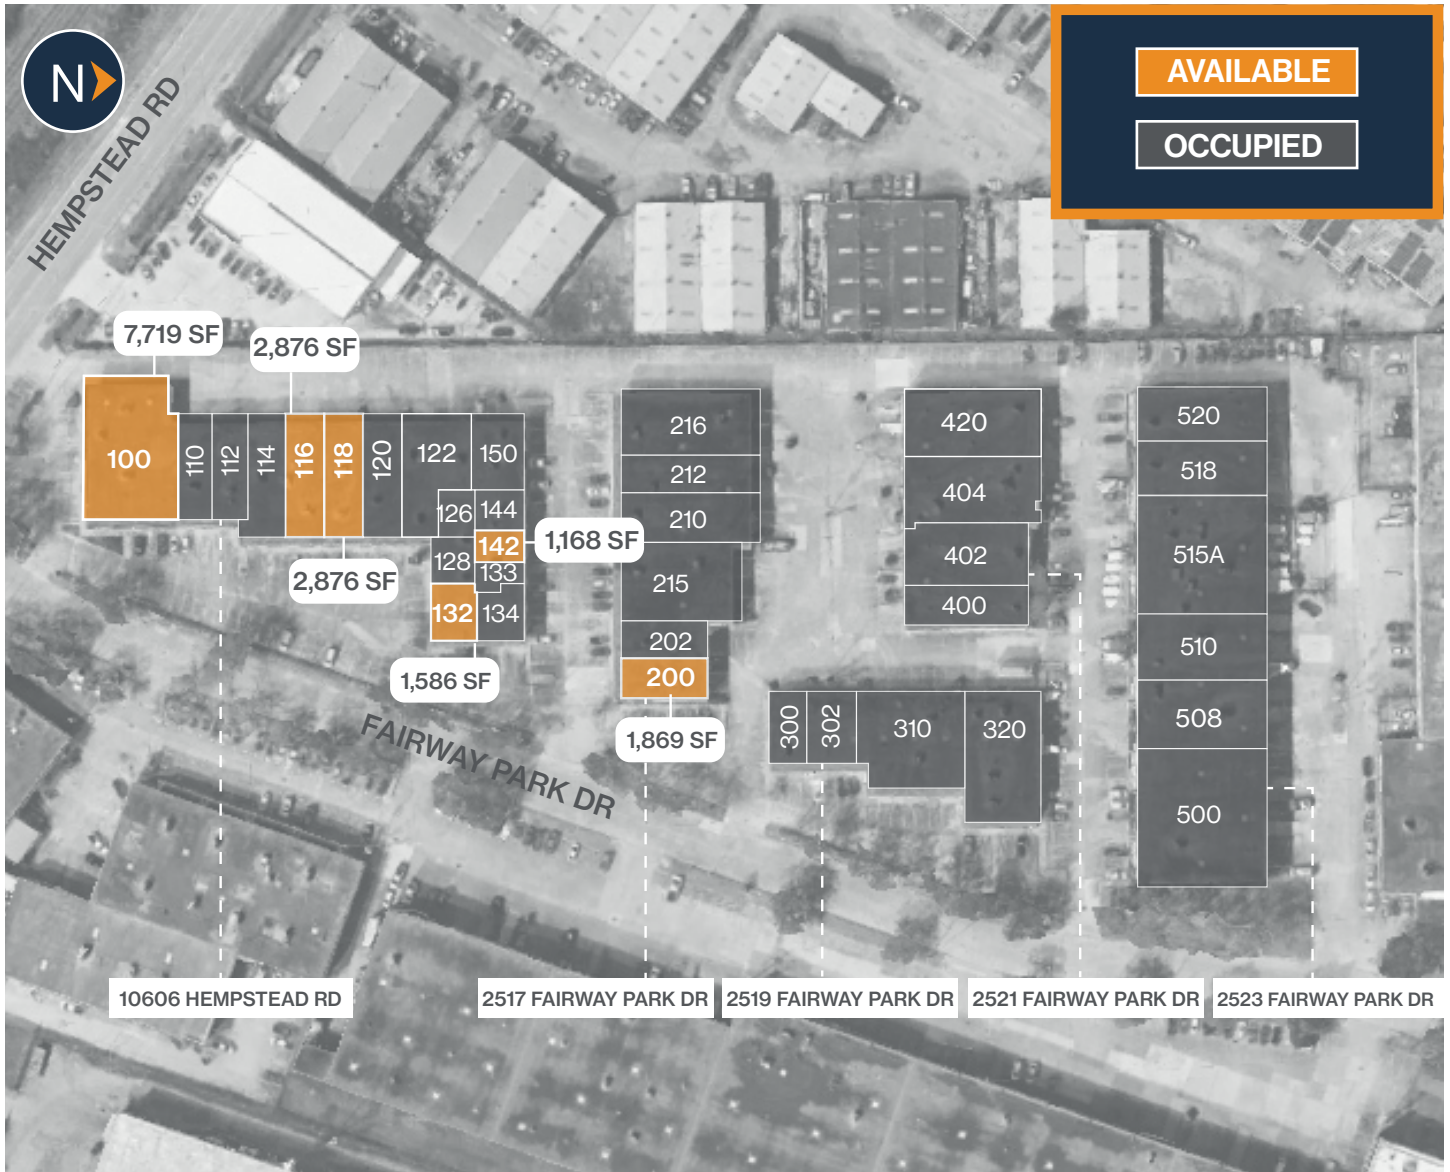 N
HEMPSTEAD RD
AVAILABLE
OCCUPIED
7,719 SF
2,876 SF
100
110
112
114
116
118
120
122
150
126
144
142
1,168 SF
128
133
2,876 SF
132
134
1,586 SF
216
212
210
215
202
200
1,869 SF
420
404
402
400
520
518
515A
510
508
500
300
302
310
320
FAIRWAY PARK DR
10606 HEMPSTEAD RD
2517 FAIRWAY PARK DR
2519 FAIRWAY PARK DR
2521 FAIRWAY PARK DR
2523 FAIRWAY PARK DR